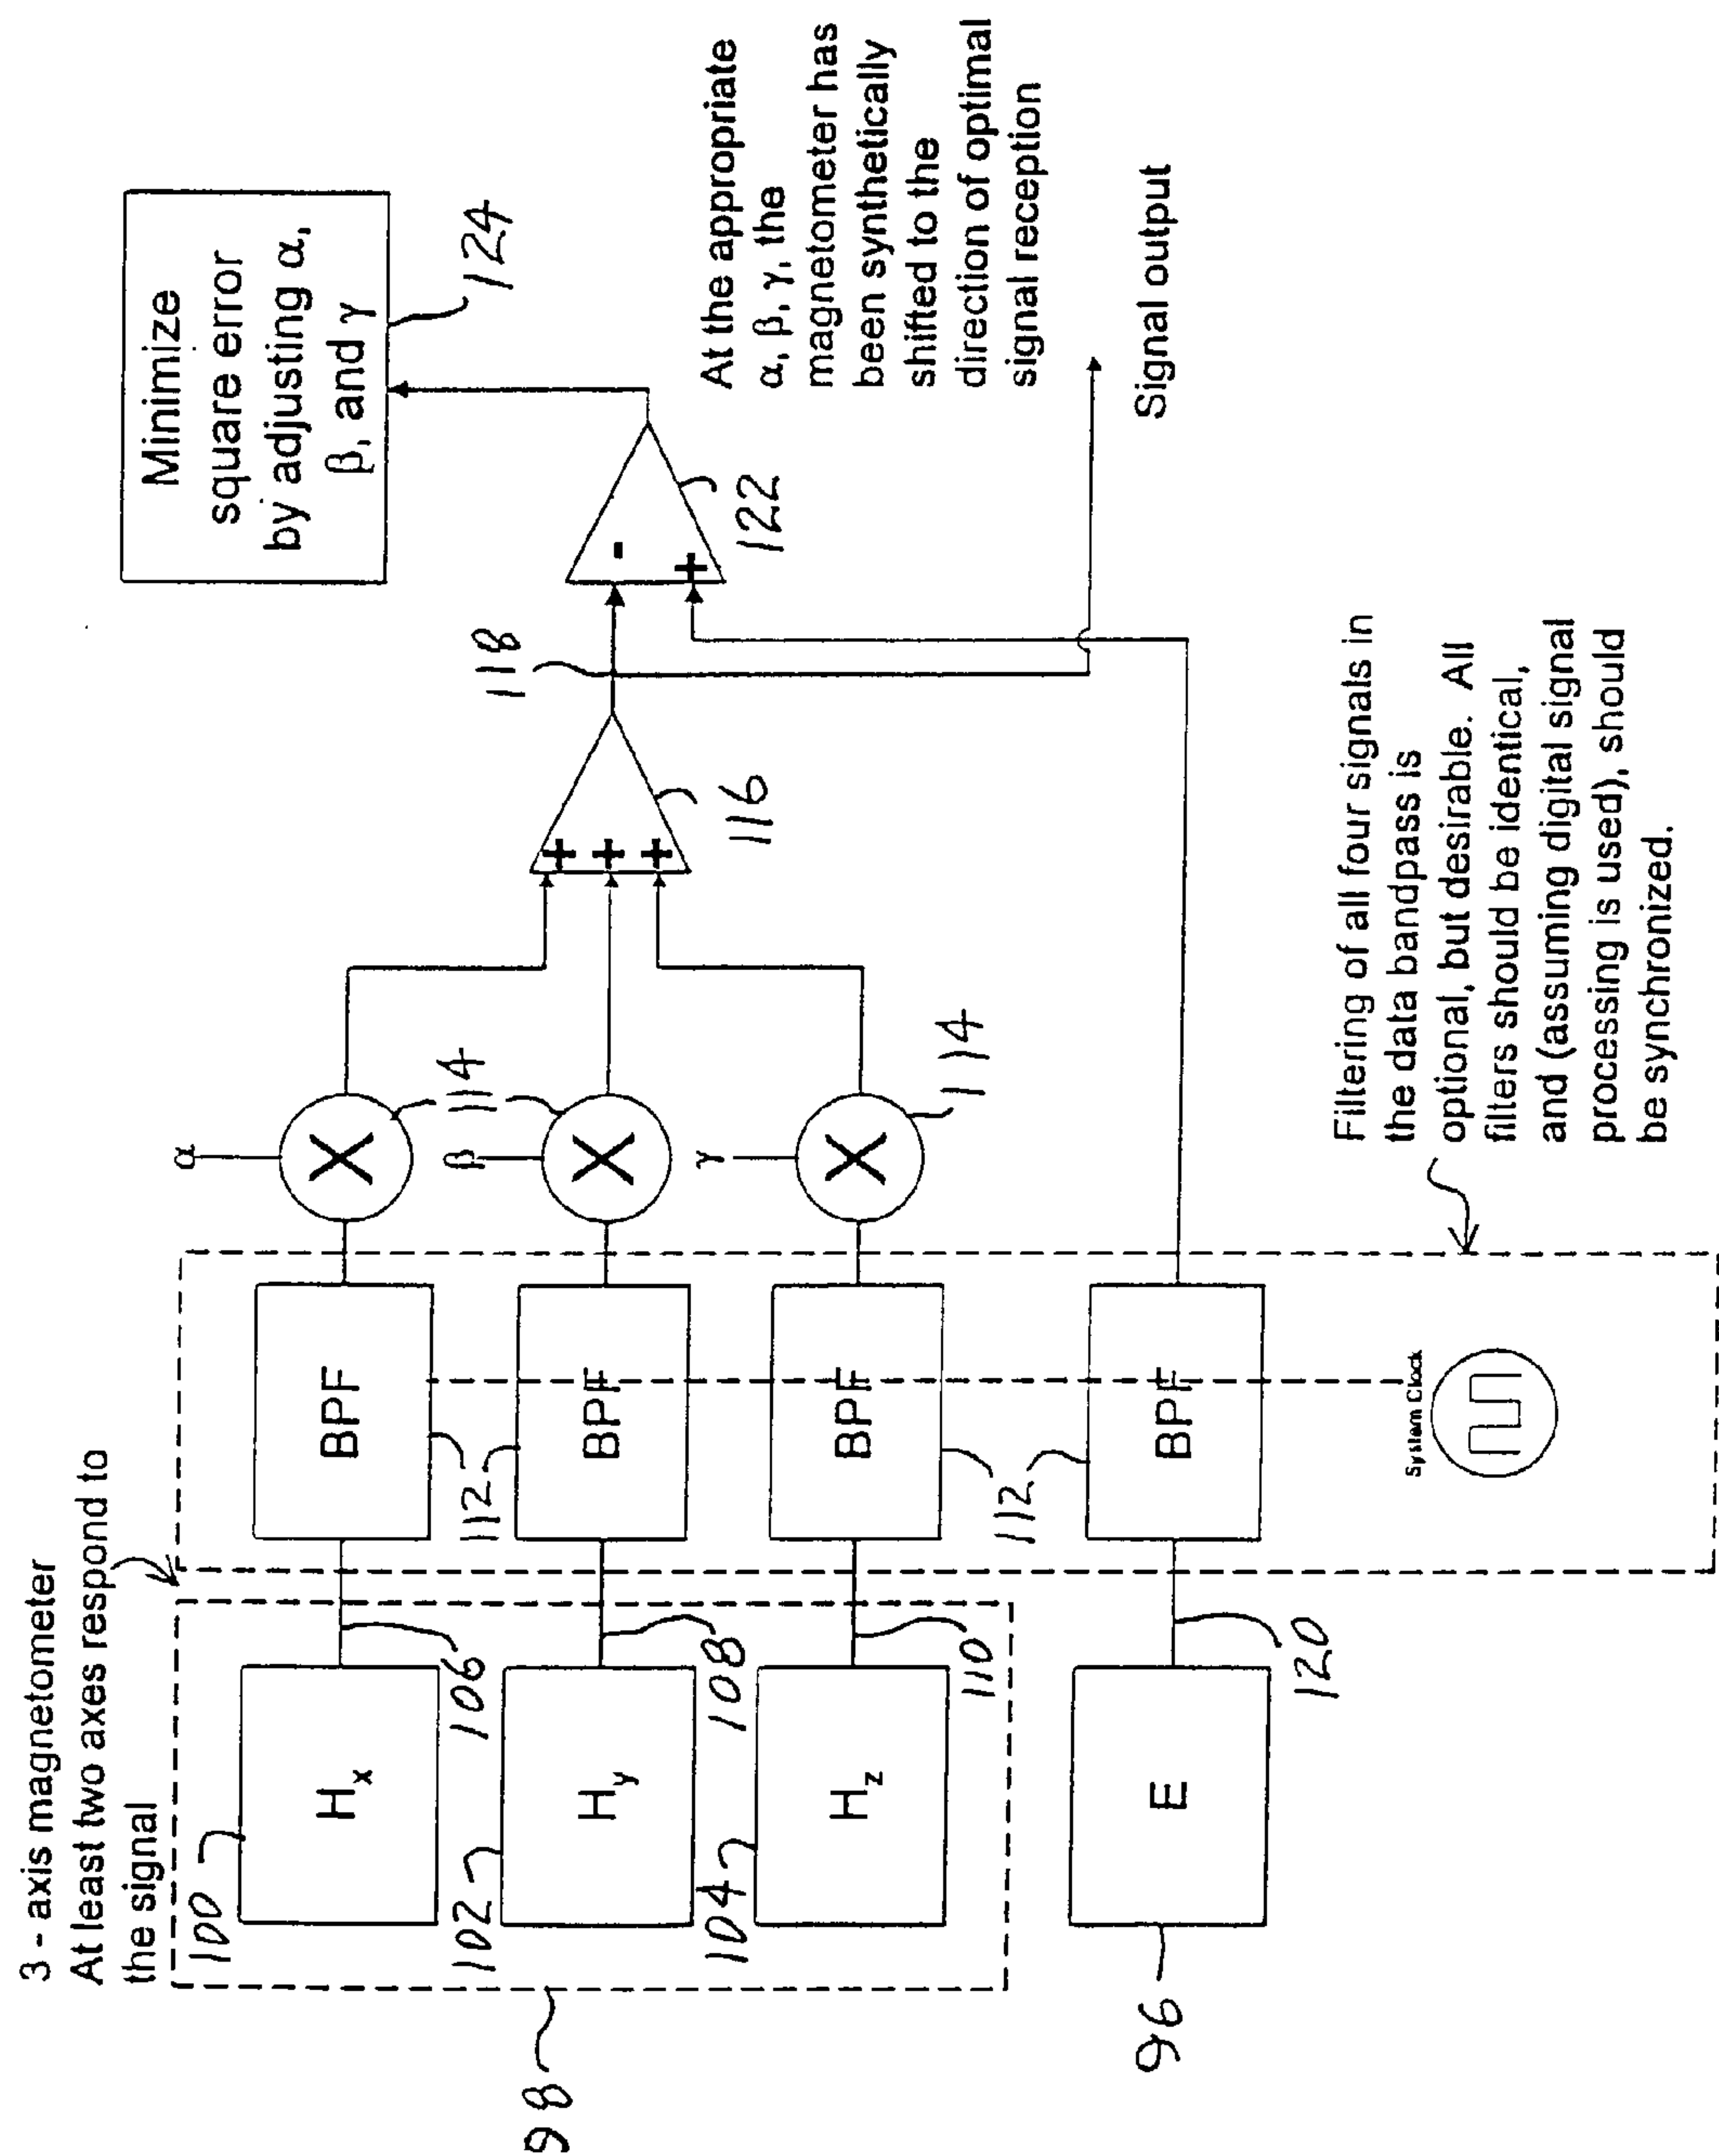 3 - axis magnetometer
At least two axes respond to
the signal
100
102
104
98
96
Hx
Hy
Hz
E
106
108
110
120
BPF
BPF
BPF
BPF
112
112
System Clock
α
β
γ
X
X
X
114
114
+
+
+
116
118
-
+
122
Minimize
square error
by adjusting α,
β, and γ
124
At the appropriate
α, β, γ, the
magnetometer has
been synthetically
shifted to the
direction of optimal
signal reception
Signal output
Filtering of all four signals in
the data bandpass is
optional, but desirable. All
filters should be identical,
and (assuming digital signal
processing is used), should
be synchronized.